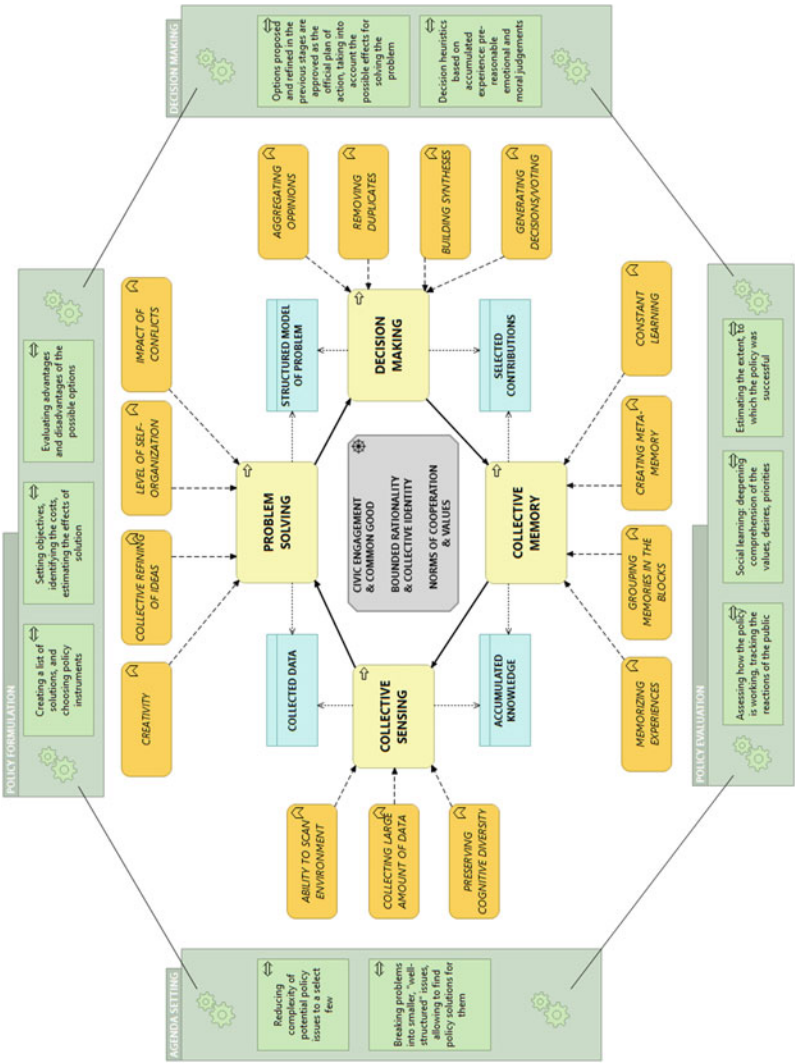 POLICY FORMULATION
Creating a list of
solutions, and
choosing policy
instruments
Setting objectives,
identifying the costs,
estimating the effects of
solution
Evaluating advantages
and disadvantages of the
possible options
CREATIVITY
COLLECTIVE REFINING
OF IDEAS
LEVEL OF SELF-
ORGANIZATION
IMPACT OF
CONFLICTS
AGENDA SETTING
Reducing
complexity of
potential policy
issues to a select
few
Breaking problems
into smaller, "well-
structured" issues,
allowing to find
policy solutions for
them
ABILITY TO SCAN
ENVIRONMENT
COLLECTING LARGE
AMOUNT OF DATA
PRESERVING
COGNITIVE DIVERSITY
COLLECTED DATA
PROBLEM
SOLVING
STRUCTURED MODEL
OF PROBLEM
COLLECTIVE
SENSING
CIVIC ENGAGEMENT
& COMMON GOOD
BOUNDED RATIONALITY
& COLLECTIVE IDENTITY
NORMS OF COOPERATION
& VALUES
DECISION
MAKING
ACCUMULATED
KNOWLEDGE
COLLECTIVE
MEMORY
SELECTED
CONTRIBUTIONS
AGGREGATING
OPPINIONS
REMOVING
DUPLICATES
BUILDING SYNTHESES
GENERATING
DECISIONS/VOTING
DECISION MAKING
Options proposed
and refined in the
previous stages are
approved as the
official plan of
action, taking into
account the
possible effects for
solving the
problem
Decision heuristics
based on
accumulated
experience: pre-
reasonable
emotional and
moral judgements
MEMORIZING
EXPERIENCES
GROUPING
MEMORIES IN THE
BLOCKS
CREATING META-
MEMORY
CONSTANT
LEARNING
POLICY EVALUATION
Assessing how the policy
is working, tracking the
reactions of the public
Social learning: deepening
comprehension of the
values, desires, priorities
Estimating the extent, to
which the policy was
successful